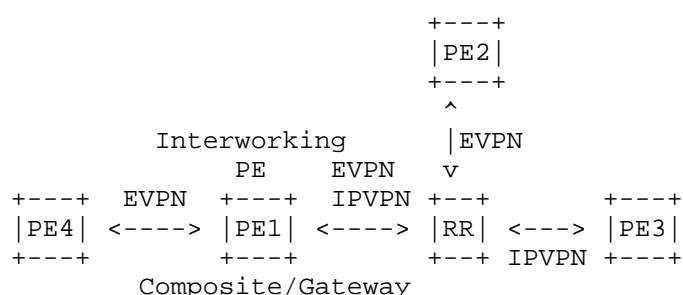 +---+
|PE2|
+---+
^
Interworking |EVPN
PE EVPN v
+---+ EVPN +---+ IPVPN +--+ +---+
|PE4| <----> |PE1| <----> |RR| <---> |PE3|
+---+ +---+ +--+ IPVPN +---+
Composite/Gateway